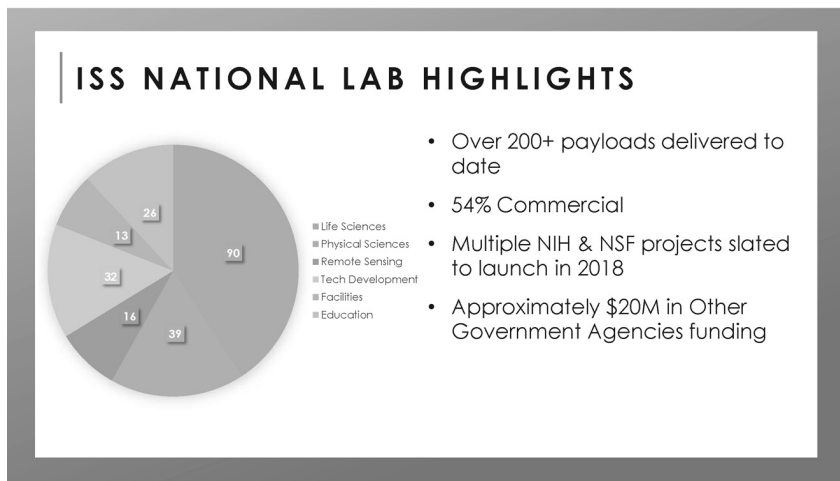 ISS NATIONAL LAB HIGHLIGHTS
26
13
32
16
39
90
Life Sciences
Physical Sciences
Remote Sensing
Tech Development
Facilities
Education
• Over 200+ payloads delivered to
date
• 54% Commercial
• Multiple NIH & NSF projects slated
to launch in 2018
• Approximately $20M in Other
Government Agencies funding